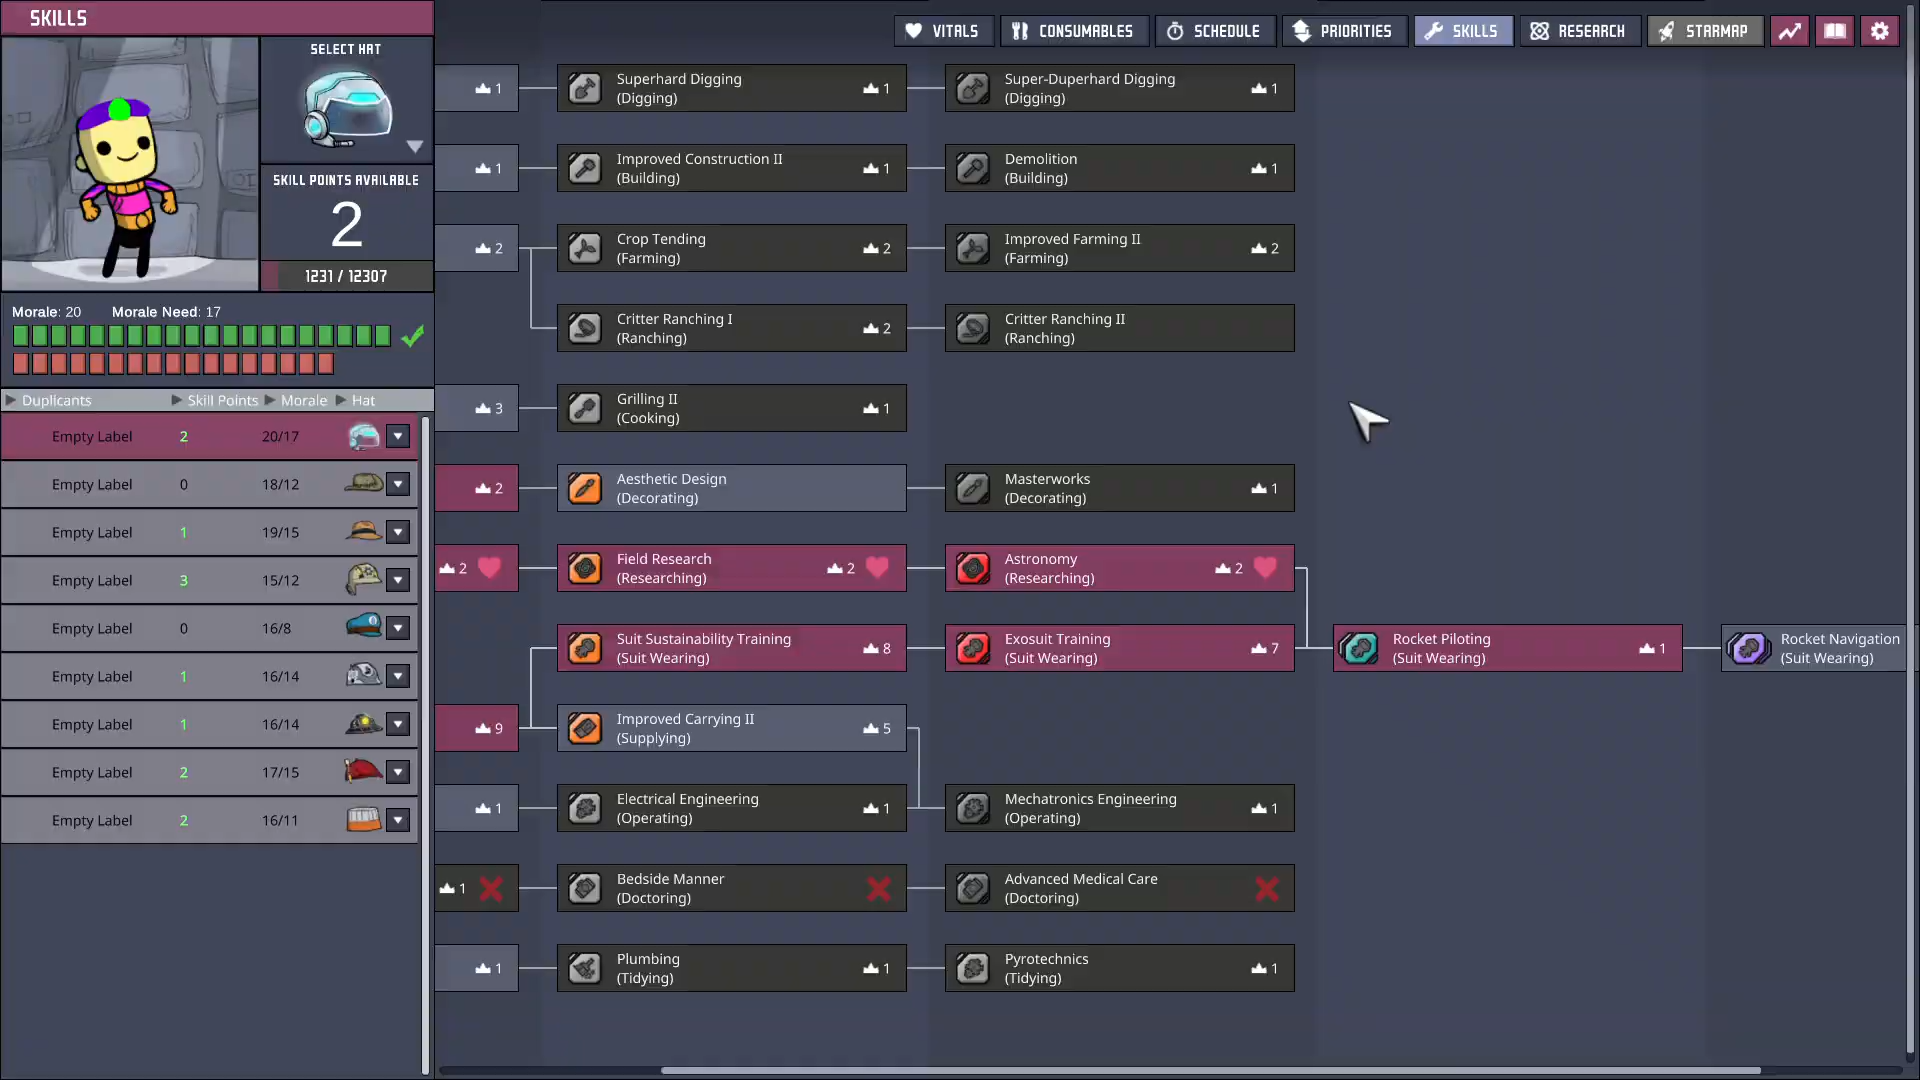 SKILLS
VITALS
CONSUMABLES
SCHEDULE
PRIORITIES
SKILLS
RESEARCH
STARMAP
SELECT HAT
SKILL POINTS AVAILABLE
2
1231 / 12307
Morale: 20 Morale Need: 17
Duplicants Skill Points Morale Hat
Empty Label 2 20/17
Empty Label 0 18/12
Empty Label 1 19/15
Empty Label 3 15/12
Empty Label 0 16/8
Empty Label 1 16/14
Empty Label 1 16/14
Empty Label 2 17/15
Empty Label 2 16/11
1
Superhard Digging
(Digging)
1
Super-Duperhard Digging
(Digging)
1
1
Improved Construction II
(Building)
1
Demolition
(Building)
1
2
Crop Tending
(Farming)
2
Improved Farming II
(Farming)
2
Critter Ranching I
(Ranching)
2
Critter Ranching II
(Ranching)
3
Grilling II
(Cooking)
1
2
Aesthetic Design
(Decorating)
Masterworks
(Decorating)
1
2
Field Research
(Researching)
2
Astronomy
(Researching)
2
Suit Sustainability Training
(Suit Wearing)
8
Exosuit Training
(Suit Wearing)
7
Rocket Piloting
(Suit Wearing)
1
Rocket Navigation
(Suit Wearing)
9
Improved Carrying II
(Supplying)
5
1
Electrical Engineering
(Operating)
1
Mechatronics Engineering
(Operating)
1
1
Bedside Manner
(Doctoring)
Advanced Medical Care
(Doctoring)
1
Plumbing
(Tidying)
1
Pyrotechnics
(Tidying)
1